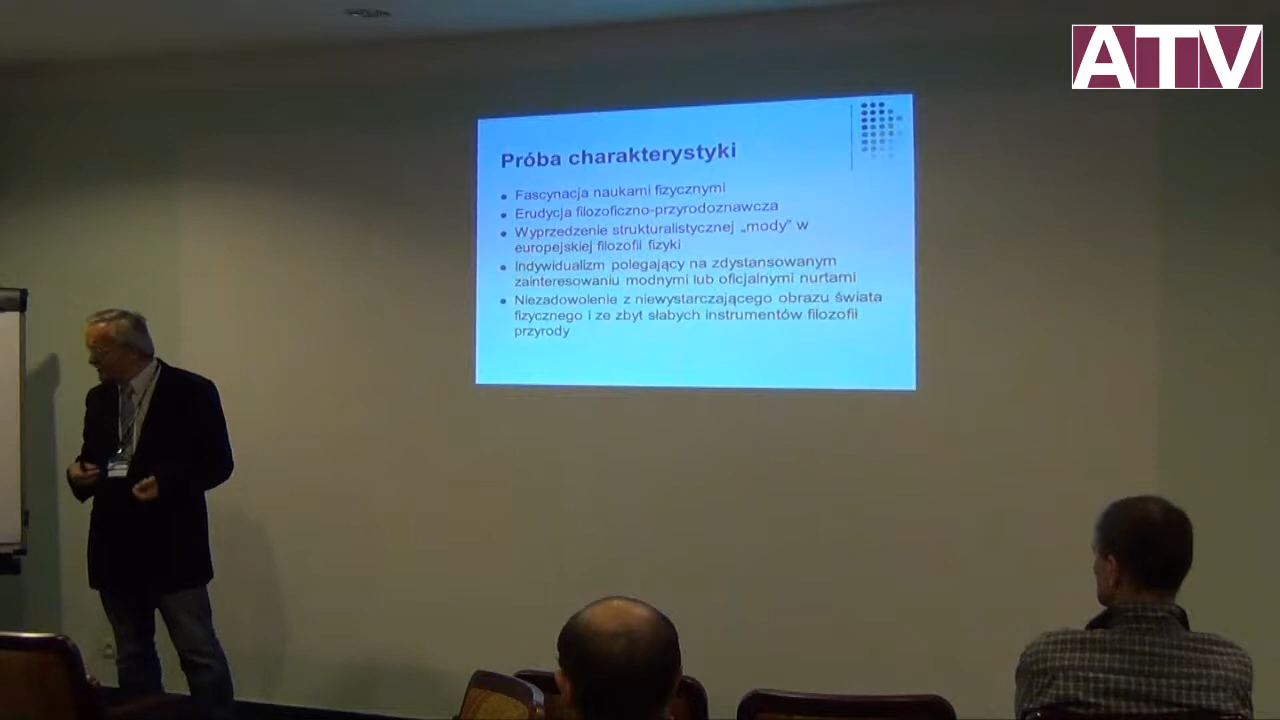 ATV
Próba charakterystyki
Fascynacja naukami fizycznymi
Erudycja filozoficzno-przyrodoznawcza
Wyprzedzenie strukturalistycznej „mody” w
europejskiej filozofii fizyki
Indywidualizm polegający na zdystansowanym
zainteresowaniu modnymi lub oficjalnymi nurtami
Niezadowolenie z niewystarczającego obrazu świata
fizycznego i ze zbyt słabych instrumentów filozofii
przyrody